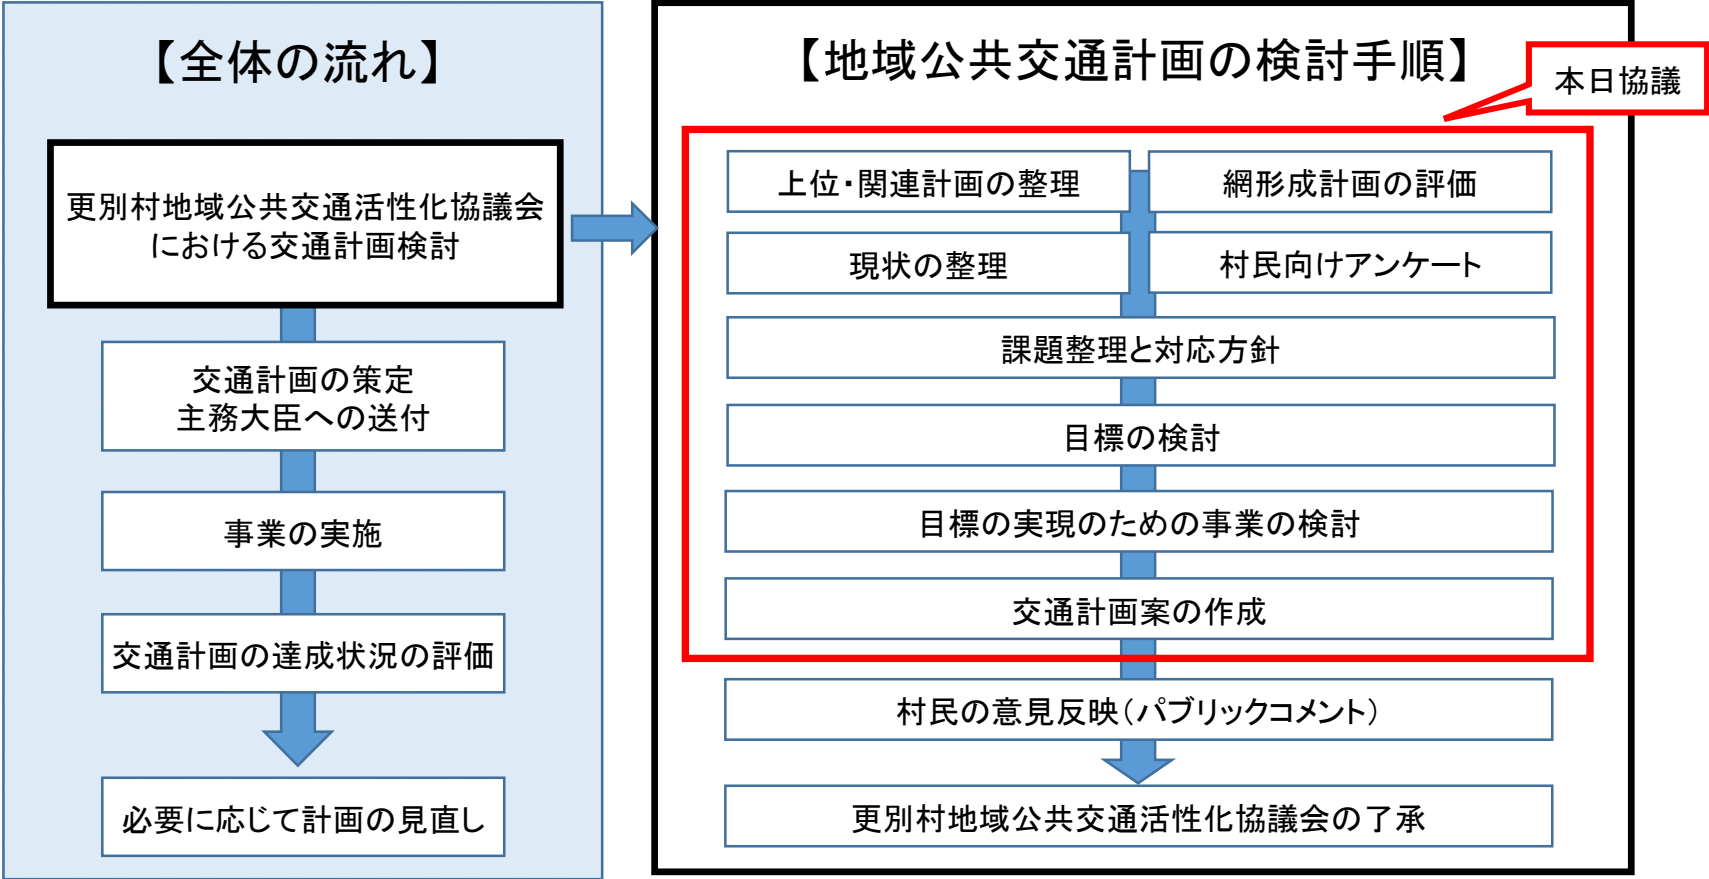 【全体の流れ】
更別村地域公共交通活性化協議会
における交通計画検討
交通計画の策定
主務大臣への送付
事業の実施
交通計画の達成状況の評価
必要に応じて計画の見直し
【地域公共交通計画の検討手順】
本日協議
上位・関連計画の整理
網形成計画の評価
現状の整理
村民向けアンケート
課題整理と対応方針
目標の検討
目標の実現のための事業の検討
交通計画案の作成
村民の意見反映(パブリックコメント)
更別村地域公共交通活性化協議会の了承